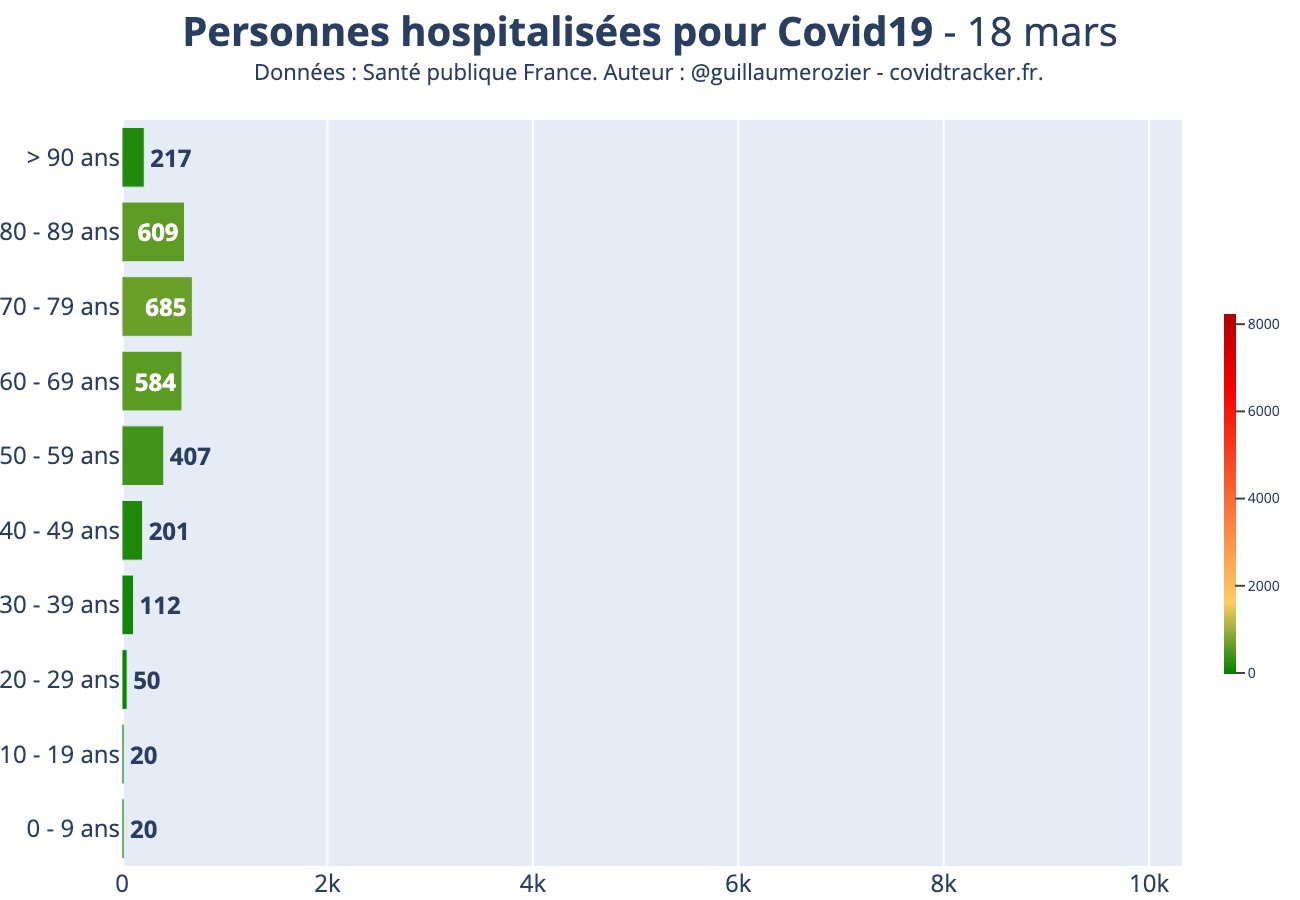 Personnes hospitalisées pour Covid19 - 18 mars
Données : Santé publique France. Auteur : @guillaumerozier - covidtracker.fr.
> 90 ans 217
80 - 89 ans 609
70 - 79 ans 685
60 - 69 ans 584
50 - 59 ans 407
40 - 49 ans 201
30 - 39 ans 112
20 - 29 ans 50
10 - 19 ans 20
0 - 9 ans 20
0 2k 4k 6k 8k 10k
8000
6000
4000
2000
0